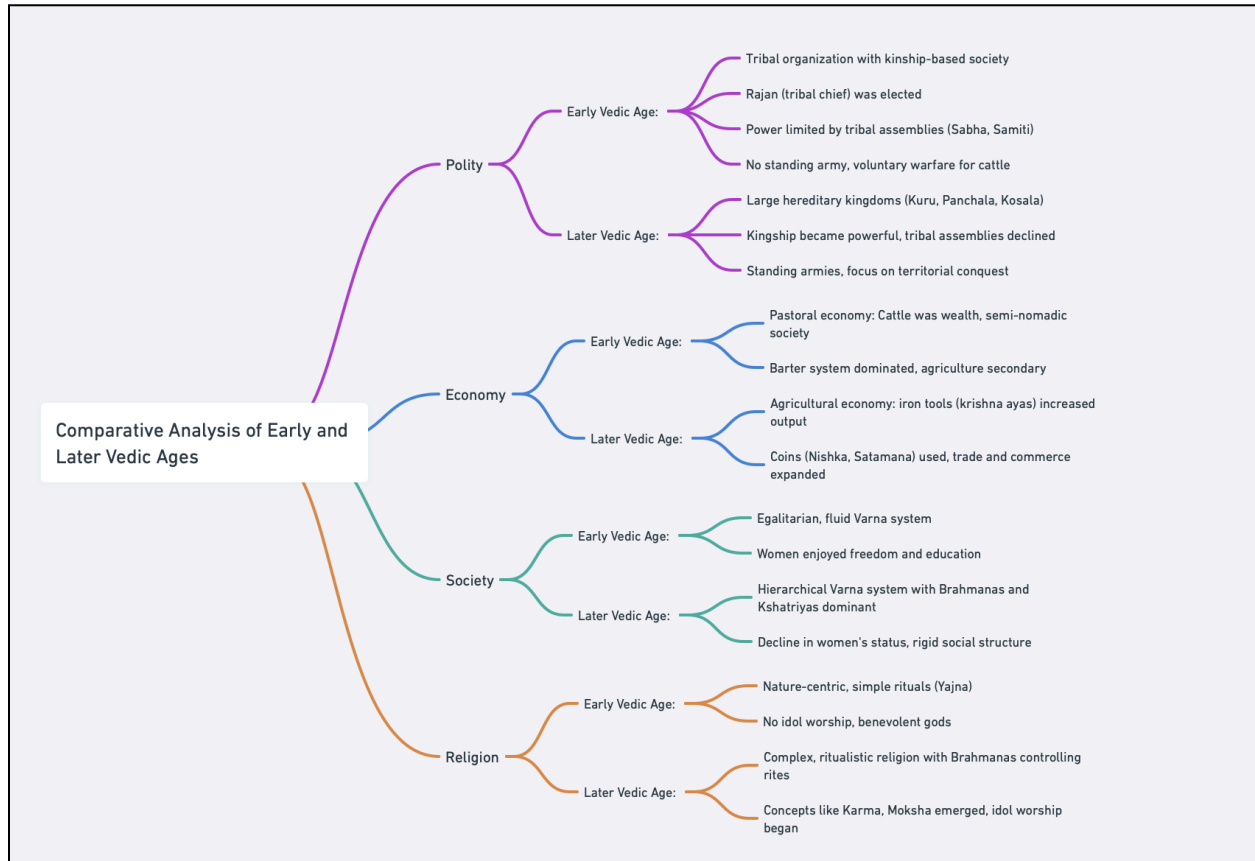 Comparative Analysis of Early and
Later Vedic Ages
Polity
Early Vedic Age:
Tribal organization with kinship-based society
Rajan (tribal chief) was elected
Power limited by tribal assemblies (Sabha, Samiti)
No standing army, voluntary warfare for cattle
Later Vedic Age:
Large hereditary kingdoms (Kuru, Panchala, Kosala)
Kingship became powerful, tribal assemblies declined
Standing armies, focus on territorial conquest
Economy
Early Vedic Age:
Pastoral economy: Cattle was wealth, semi-nomadic
society
Barter system dominated, agriculture secondary
Later Vedic Age:
Agricultural economy: iron tools (krishna ayas) increased
output
Coins (Nishka, Satamana) used, trade and commerce
expanded
Society
Early Vedic Age:
Egalitarian, fluid Varna system
Women enjoyed freedom and education
Later Vedic Age:
Hierarchical Varna system with Brahmanas and
Kshatriyas dominant
Decline in women's status, rigid social structure
Religion
Early Vedic Age:
Nature-centric, simple rituals (Yajna)
No idol worship, benevolent gods
Later Vedic Age:
Complex, ritualistic religion with Brahmanas controlling
rites
Concepts like Karma, Moksha emerged, idol worship
began